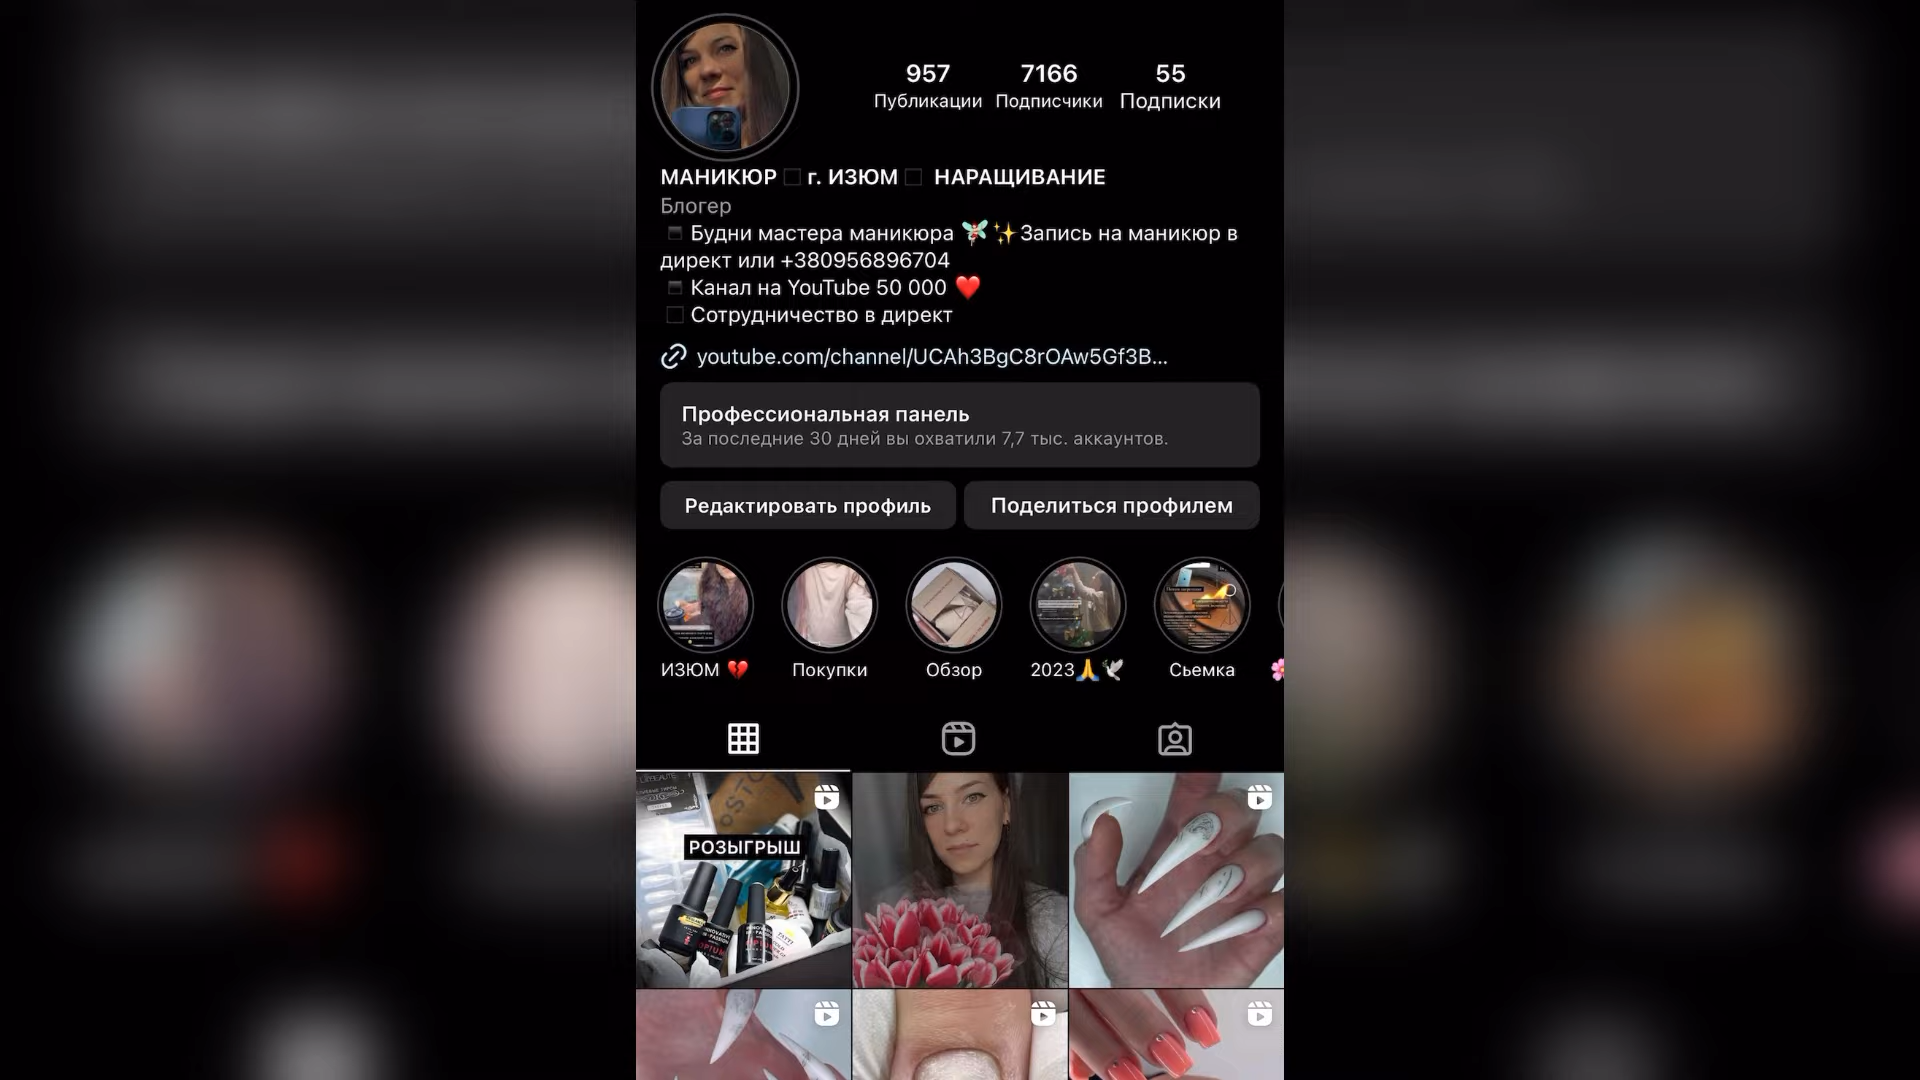 957 7166 55
Публикации Подписчики Подписки
МАНИКЮР г. ИЗЮМ НАРАЩИВАНИЕ
Блогер
Будни мастера маникюра 🧚✨Запись на маникюр в
директ или +380956896704
Канал на YouTube 50 000 ❤️
Сотрудничество в директ
youtube.com/channel/UCAh3BgC8rOAw5Gf3B...
Профессиональная панель
За последние 30 дней вы охватили 7,7 тыс. аккаунтов.
Редактировать профиль Поделиться профилем
ИЗЮМ 💔 Покупки Обзор 2023🙏🕊 Сьемка
РОЗЫГРЫШ
OPIUM